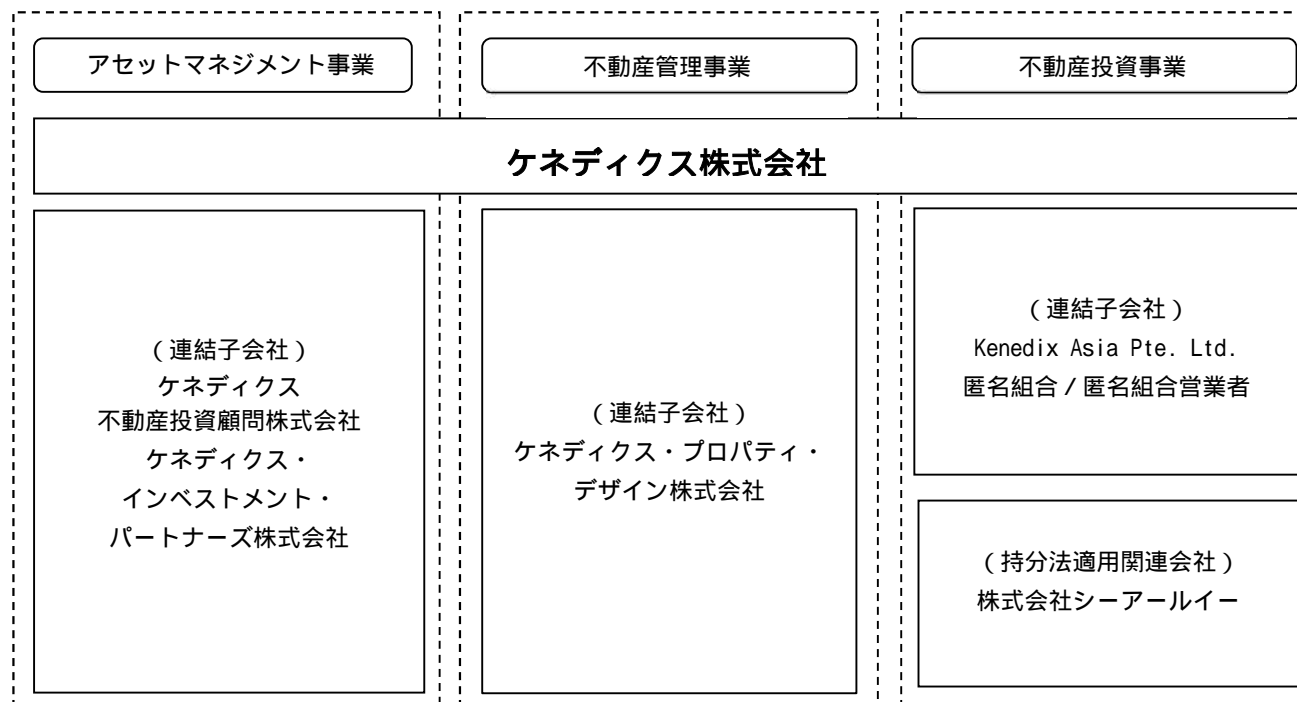 アセットマネジメント事業
不動産管理事業
不動産投資事業
ケネディクス株式会社
(連結子会社)
ケネディクス
不動産投資顧問株式会社
ケネディクス・
インベストメント・
パートナーズ株式会社
(連結子会社)
ケネディクス・プロパティ・
デザイン株式会社
(連結子会社)
Kenedix Asia Pte. Ltd.
匿名組合/匿名組合営業者
(持分法適用関連会社)
株式会社シーアールイー